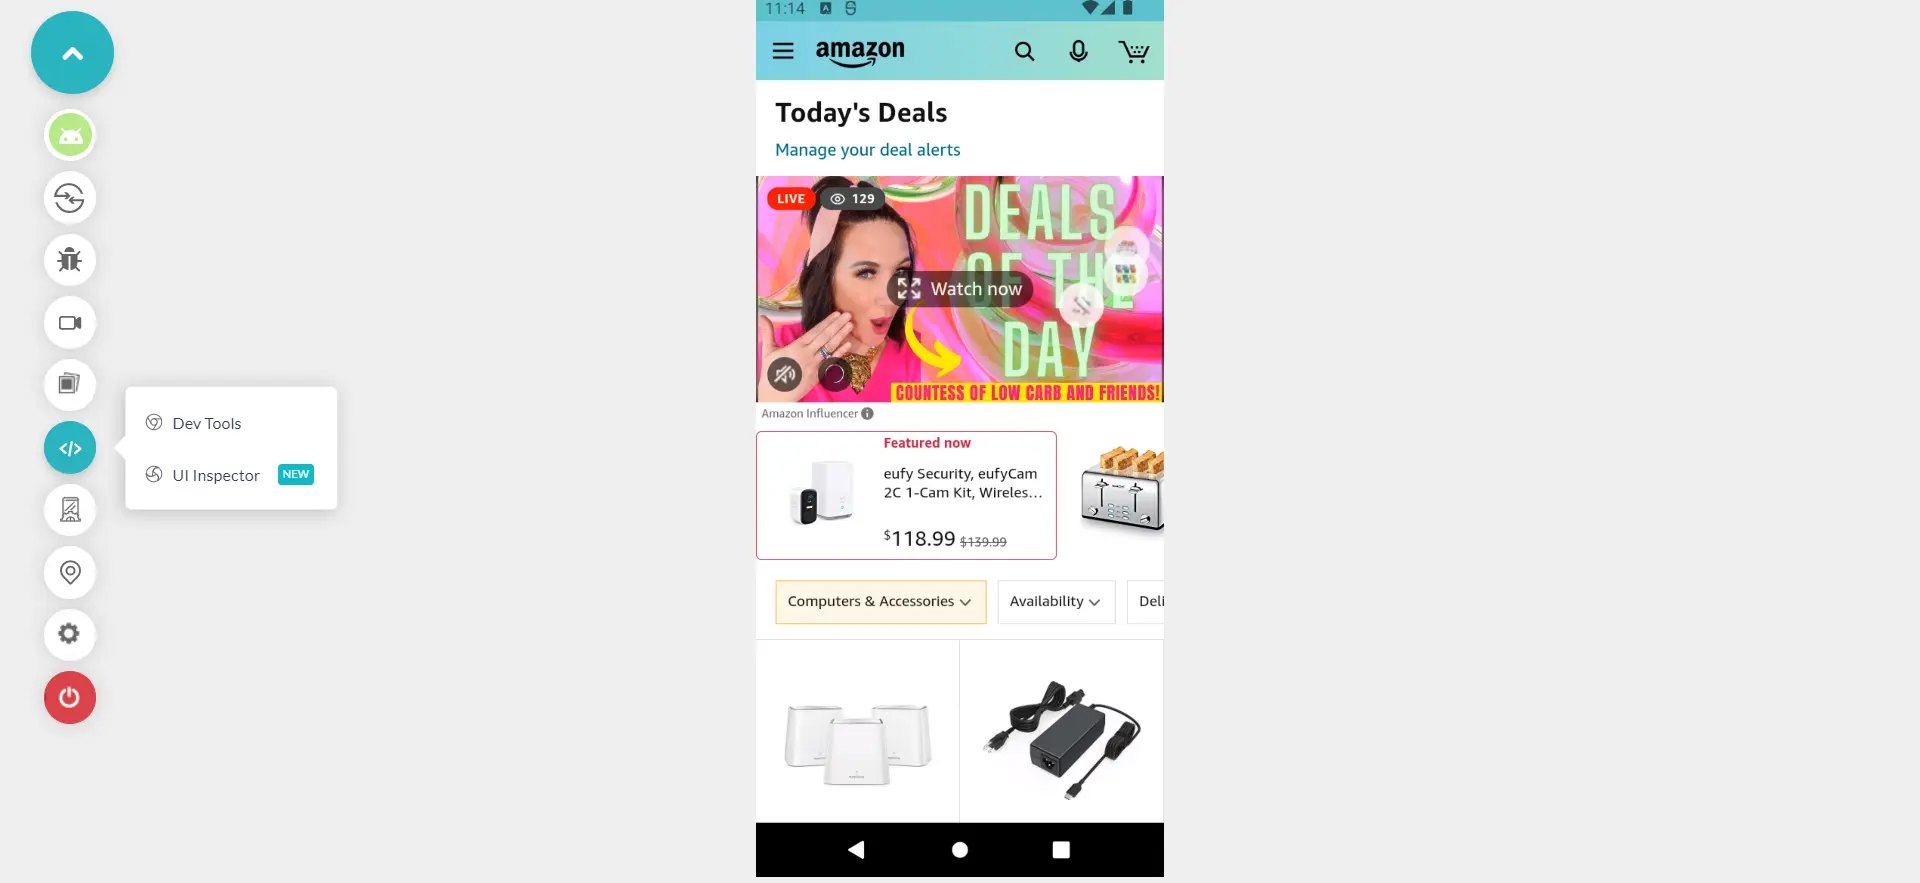 11:14
amazon
Today's Deals
Manage your deal alerts
LIVE 129
DEALS
OF THE
DAY
Watch now
COUNTESS OF LOW CARB AND FRIENDS!
Amazon Influencer
Featured now
eufy Security, eufyCam
2C 1-Cam Kit, Wireles...
$118.99 $139.99
Computers & Accessories
Availability
Deli
Dev Tools
UI Inspector NEW